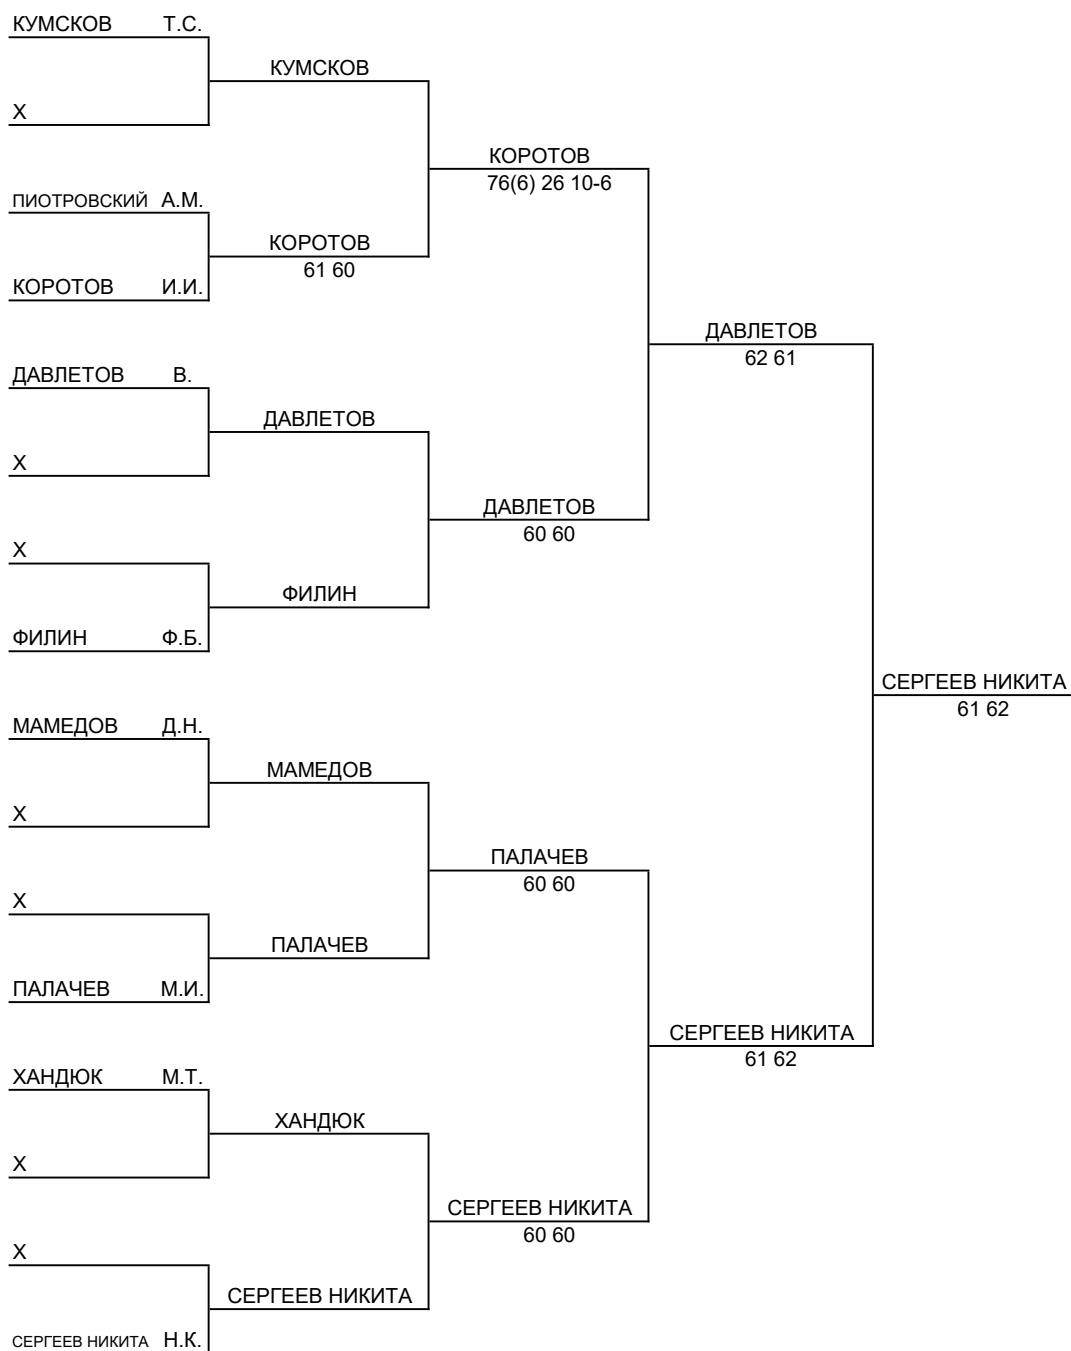 КУМСКОВ Т.С.
КУМСКОВ
Х
КОРОТОВ
76(6) 26 10-6
ПИОТРОВСКИЙ А.М.
КОРОТОВ
61 60
КОРОТОВ И.И.
ДАВЛЕТОВ
62 61
ДАВЛЕТОВ В.
ДАВЛЕТОВ
Х
ДАВЛЕТОВ
60 60
Х
ФИЛИН
ФИЛИН Ф.Б.
СЕРГЕЕВ НИКИТА
61 62
МАМЕДОВ Д.Н.
МАМЕДОВ
Х
ПАЛАЧЕВ
60 60
Х
ПАЛАЧЕВ
ПАЛАЧЕВ М.И.
СЕРГЕЕВ НИКИТА
61 62
ХАНДЮК М.Т.
ХАНДЮК
Х
СЕРГЕЕВ НИКИТА
60 60
Х
СЕРГЕЕВ НИКИТА
СЕРГЕЕВ НИКИТА Н.К.